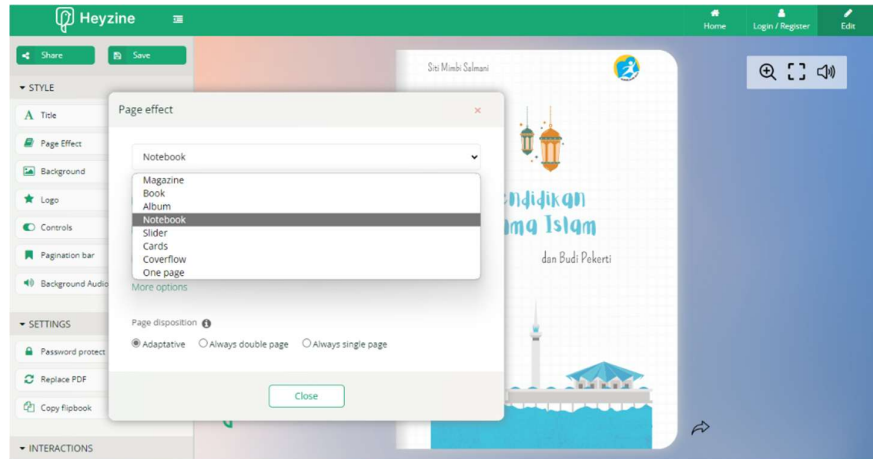 Heyzine
Home
Login / Register
Edit
Share
Save
STYLE
Title
Page Effect
Background
Logo
Controls
Pagination bar
Background Audio
SETTINGS
Password protect
Replace PDF
Copy flipbook
INTERACTIONS
Page effect
×
Notebook
Magazine
Book
Album
Notebook
Slider
Cards
Coverflow
One page
More options
Page disposition
Adaptative
Always double page
Always single page
Close
Siti Mimbi Salmani
ndidikan
ma Islam
dan Budi Pekerti